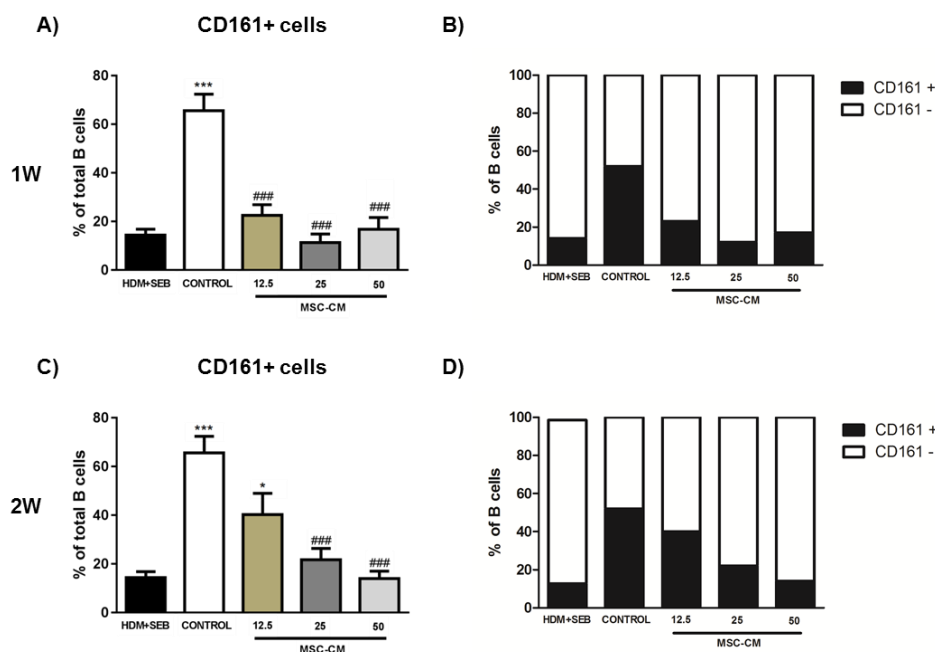 A) CD161+ cells
1W
% of total B cells
80
60
40
20
0
***
###
###
###
HDM+SEB CONTROL 12.5 25 50
MSC-CM
B)
% of B cells
100
80
60
40
20
0
HDM+SEB CONTROL 12.5 25 50
MSC-CM
CD161 +
CD161 -
C) CD161+ cells
2W
% of total B cells
80
60
40
20
0
***
*
###
###
HDM+SEB CONTROL 12.5 25 50
MSC-CM
D)
% of B cells
100
80
60
40
20
0
HDM+SEB CONTROL 12.5 25 50
MSC-CM
CD161 +
CD161 -